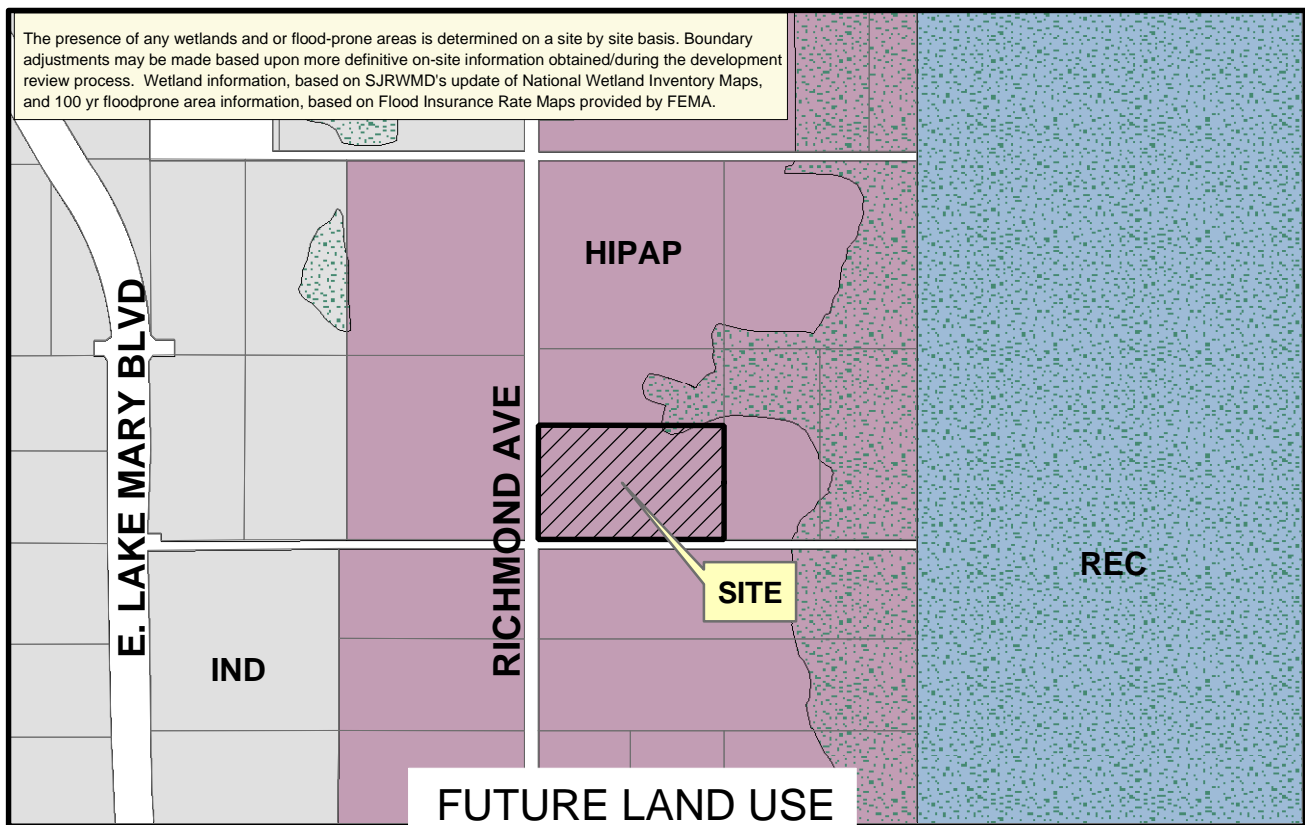 The presence of any wetlands and or flood-prone areas is determined on a site by site basis. Boundary
adjustments may be made based upon more definitive on-site information obtained/during the development
review process.  Wetland information, based on SJRWMD's update of National Wetland Inventory Maps,
and 100 yr floodprone area information, based on Flood Insurance Rate Maps provided by FEMA.
HIPAP
E. LAKE MARY BLVD
RICHMOND AVE
REC
SITE
IND
FUTURE LAND USE